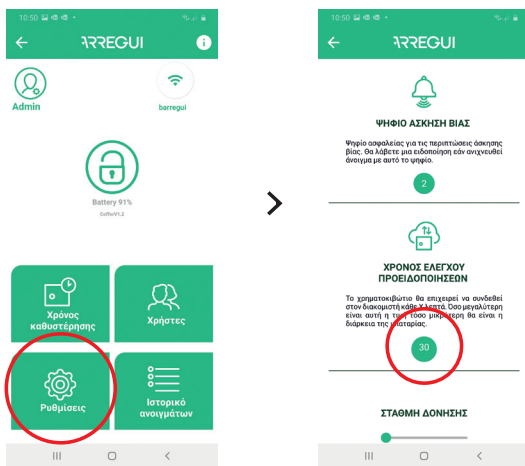 10:50
ARREGUI
Admin
barregui
Battery 91%
CofferV1.2
Χρόνος
καθυστέρησης
Χρήστες
Ρυθμίσεις
Ιστορικό
ανοιγμάτων
10:50
ARREGUI
ΨΗΦΙΟ ΑΣΚΗΣΗ ΒΙΑΣ
Ψηφίο ασφαλείας για τις περιπτώσεις άσκησης
βίας. Θα λάβετε μια ειδοποίηση εάν ανιχνευθεί
άνοιγμα με αυτό το ψηφίο.
2
ΧΡΟΝΟΣ ΕΛΕΓΧΟΥ
ΠΡΟΕΙΔΟΠΟΙΗΣΕΩΝ
Το χρηματοκιβώτιο θα επιχειρεί να συνδεθεί
στον διακομιστή κάθε Χ λεπτά. Όσο μεγαλύτερη
είναι αυτή η τιμή τόσο μικρότερη θα είναι η
διάρκεια της μπαταρίας.
30
ΣΤΑΘΜΗ ΔΟΝΗΣΗΣ